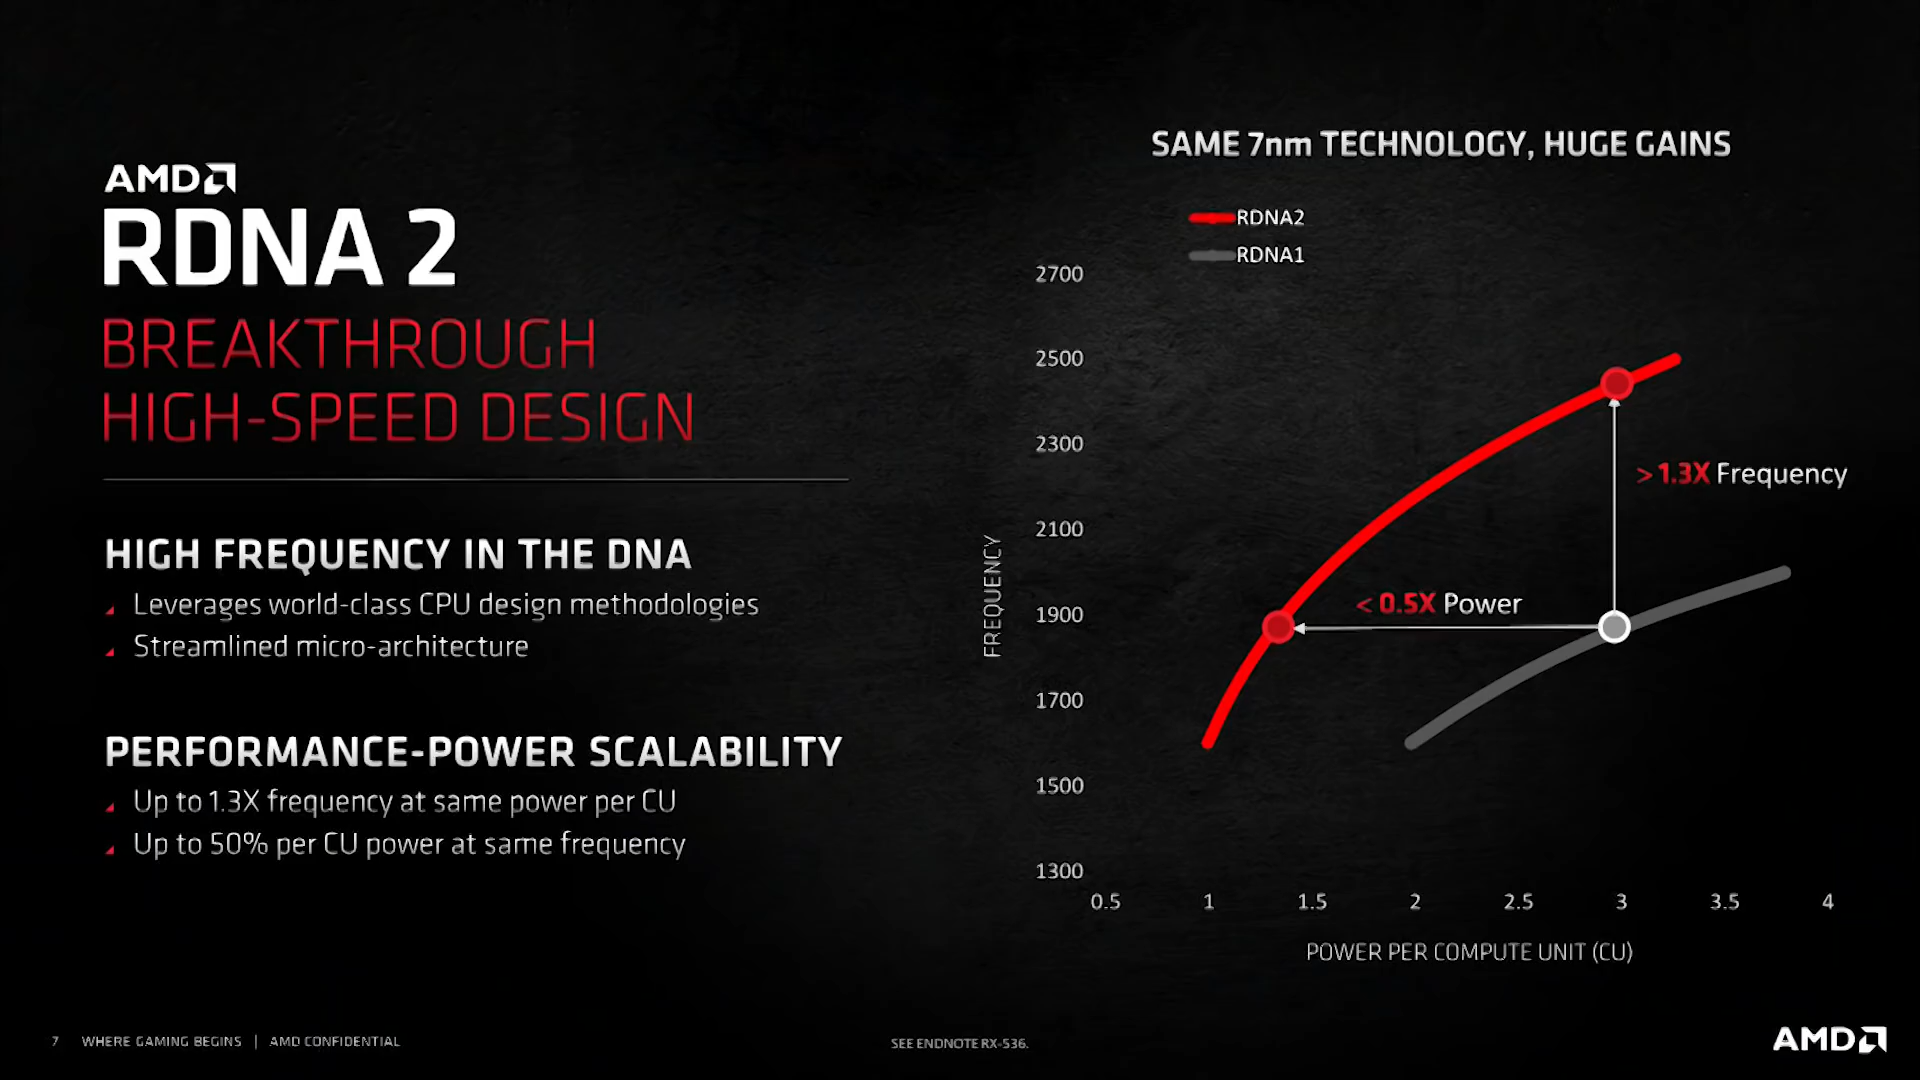 AMD
RDNA 2
BREAKTHROUGH
HIGH-SPEED DESIGN
HIGH FREQUENCY IN THE DNA
Leverages world-class CPU design methodologies
Streamlined micro-architecture
PERFORMANCE-POWER SCALABILITY
Up to 1.3X frequency at same power per CU
Up to 50% per CU power at same frequency
SAME 7nm TECHNOLOGY, HUGE GAINS
RDNA2
RDNA1
2700
2500
2300
2100
1900
1700
1500
1300
FREQUENCY
> 1.3X Frequency
< 0.5X Power
0.5 1 1.5 2 2.5 3 3.5 4
POWER PER COMPUTE UNIT (CU)
7 WHERE GAMING BEGINS | AMD CONFIDENTIAL
SEE ENDNOTE RX-536.
AMD